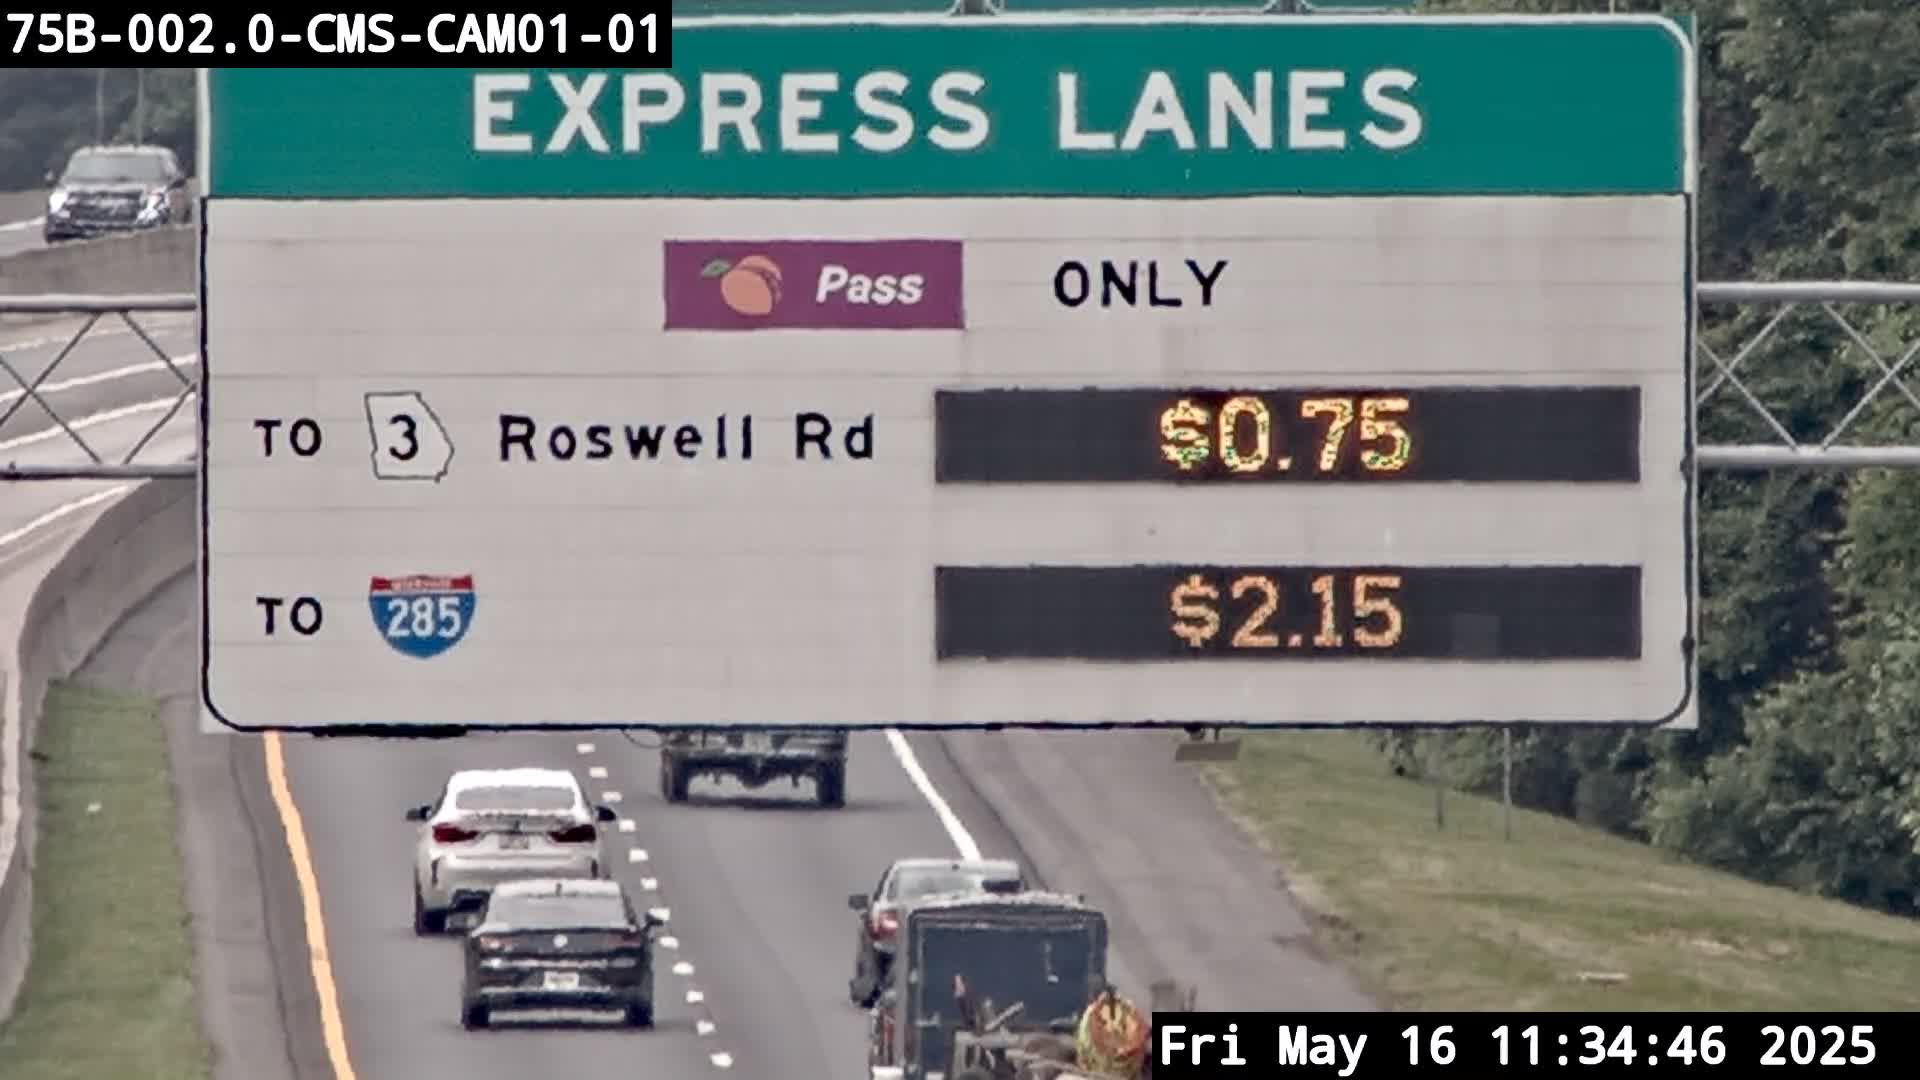 75B-002.0-CMS-CAM01-01
EXPRESS LANES
Pass ONLY
TO 3 Roswell Rd $0.75
TO 285 $2.15
Fri May 16 11:34:46 2025